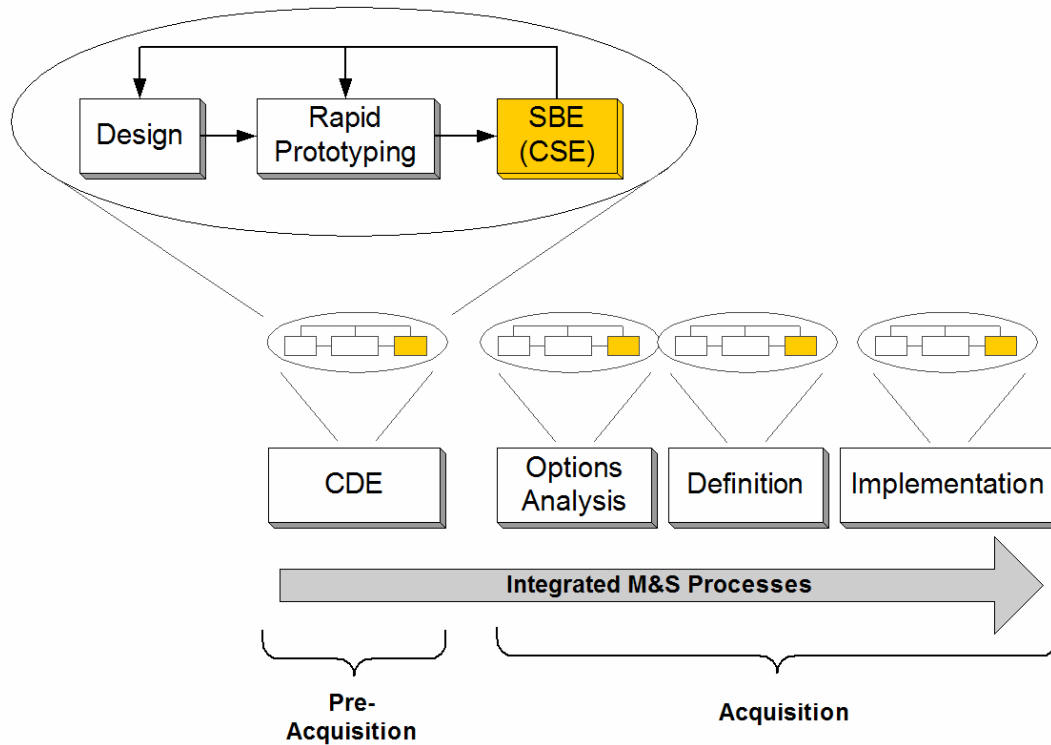 Design
Rapid
Prototyping
SBE
(CSE)
CDE
Options
Analysis
Definition
Implementation
Integrated M&S Processes
Pre-
Acquisition
Acquisition